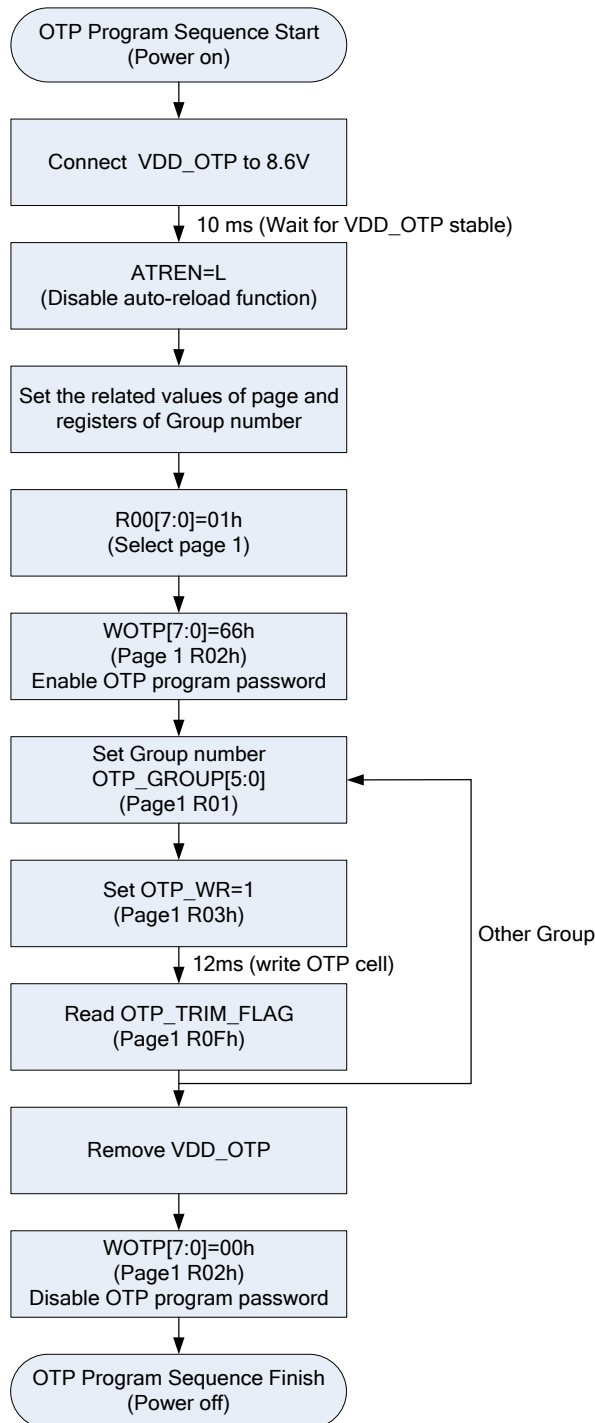 OTP Program Sequence Start
(Power on)
Connect VDD_OTP to 8.6V
10 ms (Wait for VDD_OTP stable)
ATREN=L
(Disable auto-reload function)
Set the related values of page and
registers of Group number
R00[7:0]=01h
(Select page 1)
WOTP[7:0]=66h
(Page 1 R02h)
Enable OTP program password
Set Group number
OTP_GROUP[5:0]
(Page1 R01)
Set OTP_WR=1
(Page1 R03h)
Other Group
12ms (write OTP cell)
Read OTP_TRIM_FLAG
(Page1 R0Fh)
Remove VDD_OTP
WOTP[7:0]=00h
(Page1 R02h)
Disable OTP program password
OTP Program Sequence Finish
(Power off)